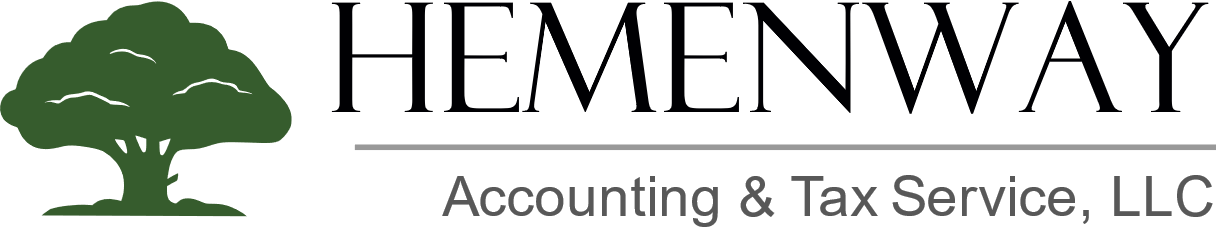 HEMENWAY
Accounting & Tax Service, LLC